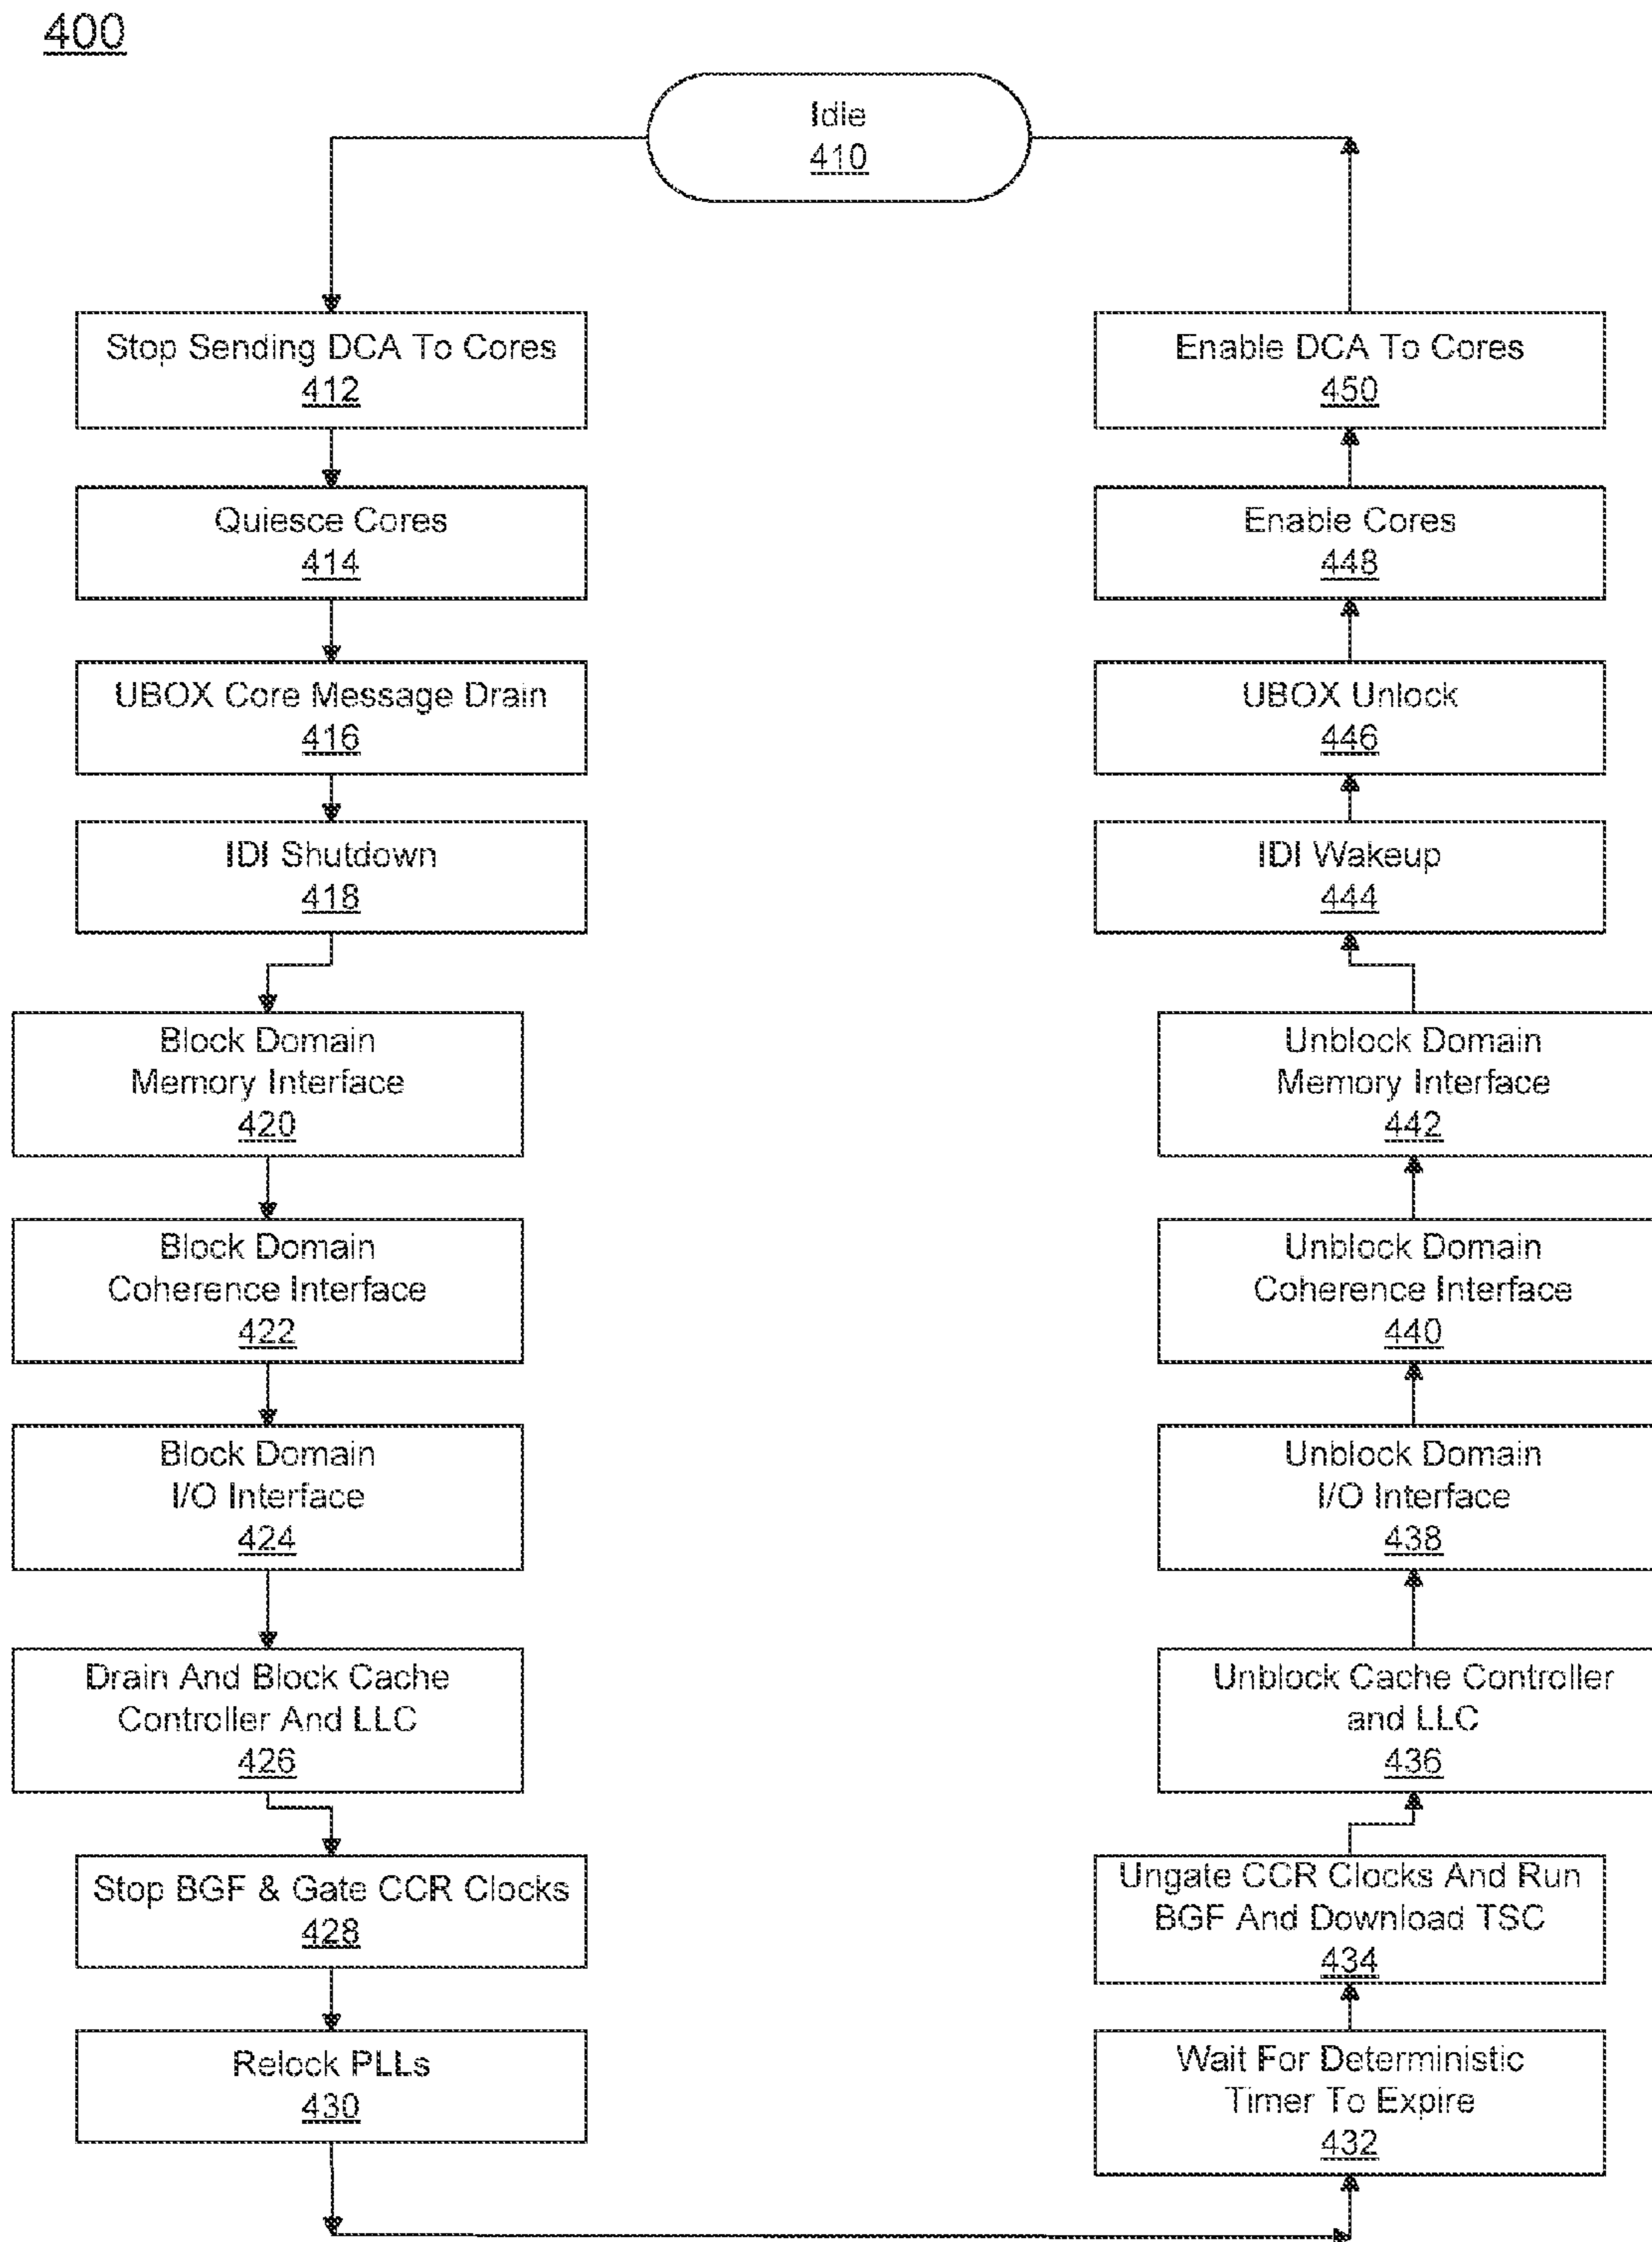 400
Idle
410
Stop Sending DCA To Cores
412
Quiesce Cores
414
UBOX Core Message Drain
416
IDI Shutdown
418
Block Domain
Memory Interface
420
Block Domain
Coherence Interface
422
Block Domain
I/O Interface
424
Drain And Block Cache
Controller And LLC
426
Stop BGF & Gate CCR Clocks
428
Relock PLLs
430
Wait For Deterministic
Timer To Expire
432
Ungate CCR Clocks And Run
BGF And Download TSC
434
Unblock Cache Controller
and LLC
436
Unblock Domain
I/O Interface
438
Unblock Domain
Coherence Interface
440
Unblock Domain
Memory Interface
442
IDI Wakeup
444
UBOX Unlock
446
Enable Cores
448
Enable DCA To Cores
450